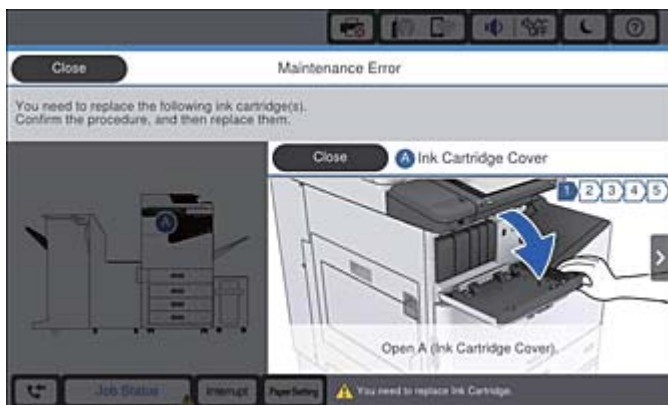 OFF
Close
Maintenance Error
You need to replace the following ink cartridge(s).
Confirm the procedure, and then replace them.
Close
A Ink Cartridge Cover
1 2 3 4 5
A
Open A (Ink Cartridge Cover).
Job Status
Interrupt
Paper Setting
You need to replace Ink Cartridge.